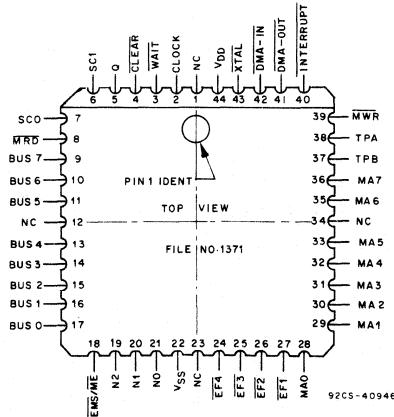 SC1
Q
CLEAR
WAIT
CLOCK
NC
VDD
XTAL
DMA-IN
DMA-OUT
INTERRUPT
6 5 4 3 2 1 44 43 42 41 40
SC0 7
MRD 8
BUS 7 9
BUS 6 10
BUS 5 11
NC 12
BUS 4 13
BUS 3 14
BUS 2 15
BUS 1 16
BUS 0 17
PIN 1 IDENT
TOP VIEW
FILE NO. 1371
39 MWR
38 TPA
37 TPB
36 MA7
35 MA6
34 NC
33 MA5
32 MA4
31 MA3
30 MA2
29 MA1
18 19 20 21 22 23 24 25 26 27 28
EMS/ME
N2
N1
N0
VSS
NC
EF4
EF3
EF2
EF1
MA0
92CS-40946